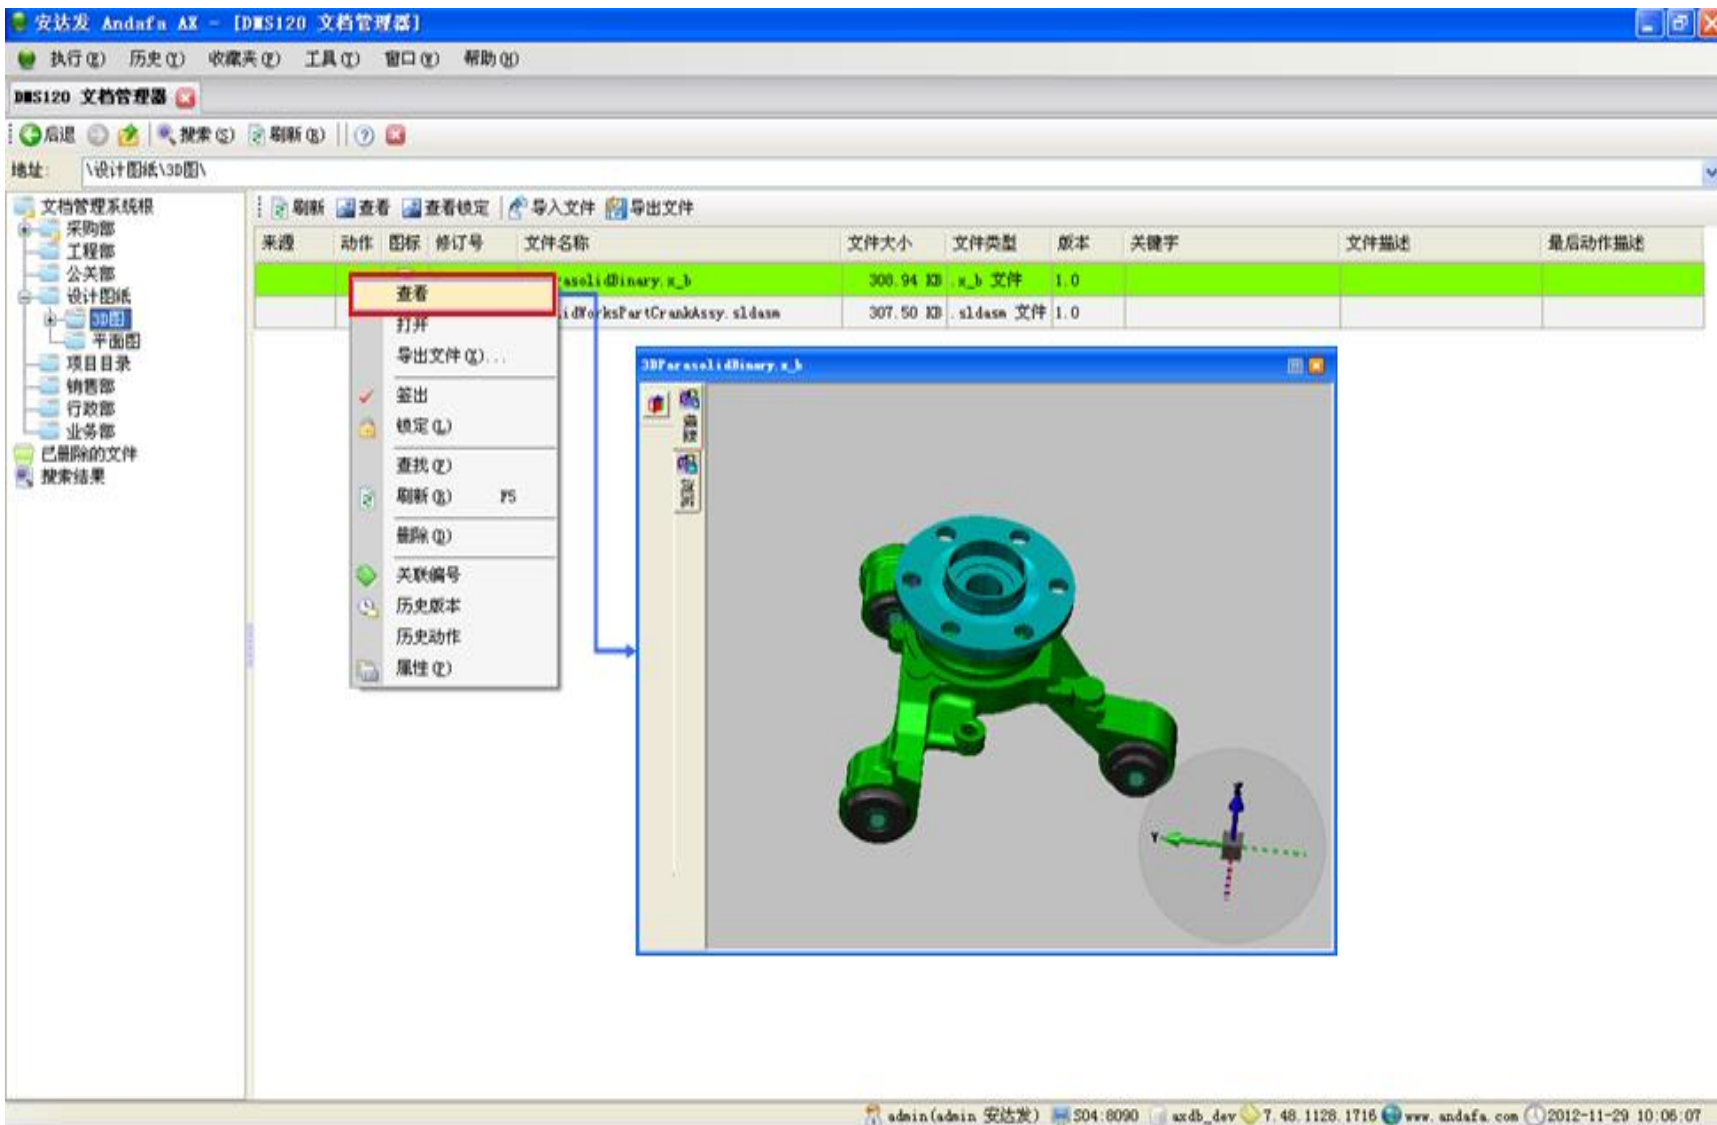 安达发 Andafa AX - [DMS120 文档管理器]
执行(E) 历史(Y) 收藏夹(F) 工具(T) 窗口(W) 帮助(H)
DMS120 文档管理器
后退 搜索(S) 刷新(R)
地址: \设计图纸\3D图\
文档管理系统根
采购部
工程部
公关部
设计图纸
3D图
平面图
项目目录
销售部
行政部
业务部
已删除的文件
搜索结果
刷新 查看 查看锁定 导入文件 导出文件
来源 动作 图标 修订号 文件名称 文件大小 文件类型 版本 关键字 文件描述 最后动作描述
rasolidBinary.x_b 308.94 KB .x_b 文件 1.0
idWorksPartCrankAssy.sldasm 307.50 KB .sldasm 文件 1.0
查看
打开
导出文件(X)...
签出
锁定(L)
查找(F)
刷新(R) F5
删除(D)
关联编号
历史版本
历史动作
属性(P)
3DParasolidBinary.x_b
Y
admin(admin 安达发) S04:8090 axdb_dev 7.48.1128.1716 www.andafa.com 2012-11-29 10:06:07